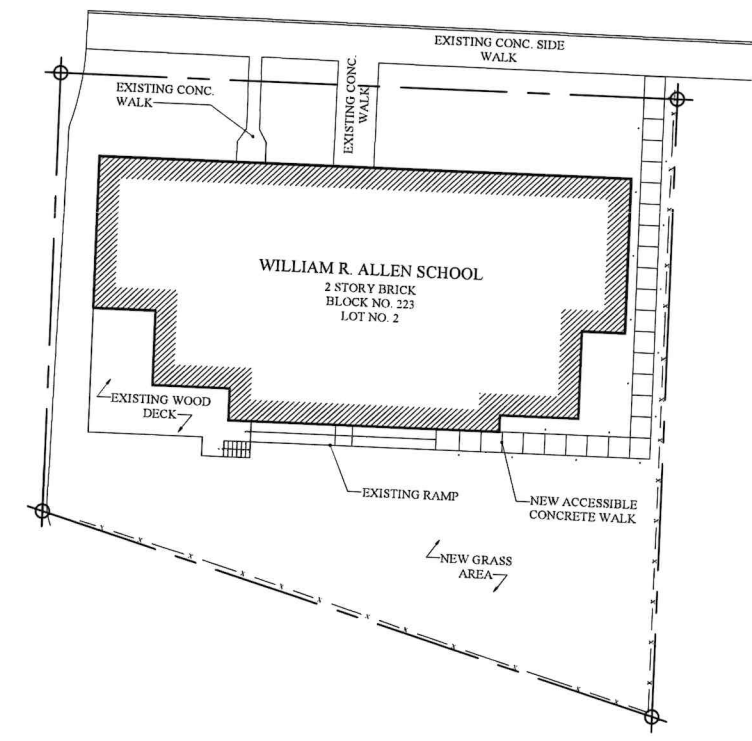 EXISTING CONC. SIDE
WALK
EXISTING CONC.
WALK
EXISTING CONC.
WALK
WILLIAM R. ALLEN SCHOOL
2 STORY BRICK
BLOCK NO. 223
LOT NO. 2
EXISTING WOOD
DECK
EXISTING RAMP
NEW ACCESSIBLE
CONCRETE WALK
NEW GRASS
AREA